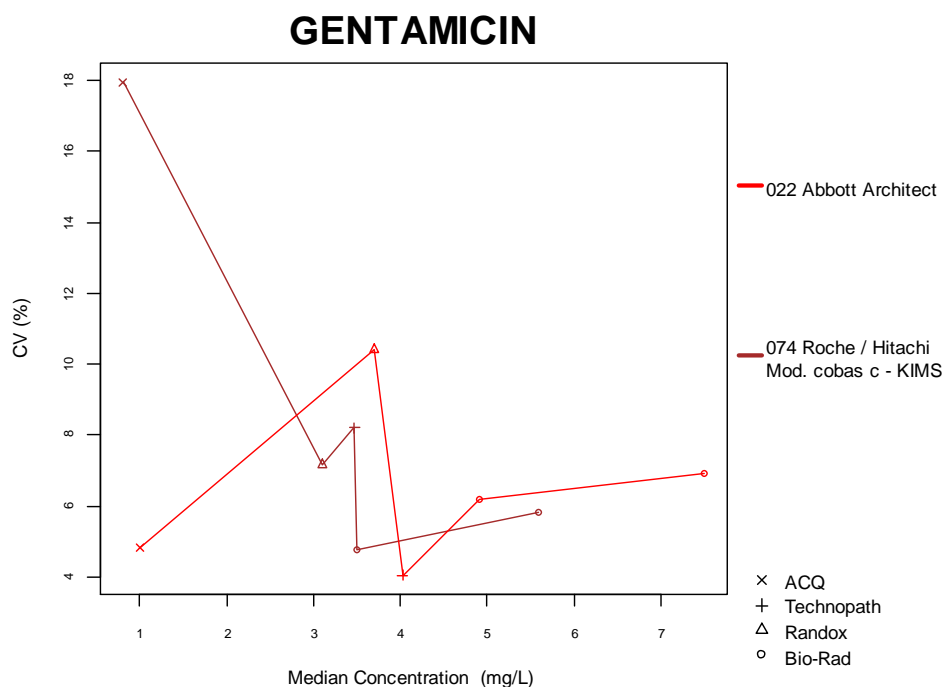 GENTAMICIN
18
16
14
12
10
8
6
4
CV (%)
1 2 3 4 5 6 7
Median Concentration (mg/L)
022 Abbott Architect
074 Roche / Hitachi
Mod. cobas c - KIMS
ACQ
Technopath
Randox
Bio-Rad